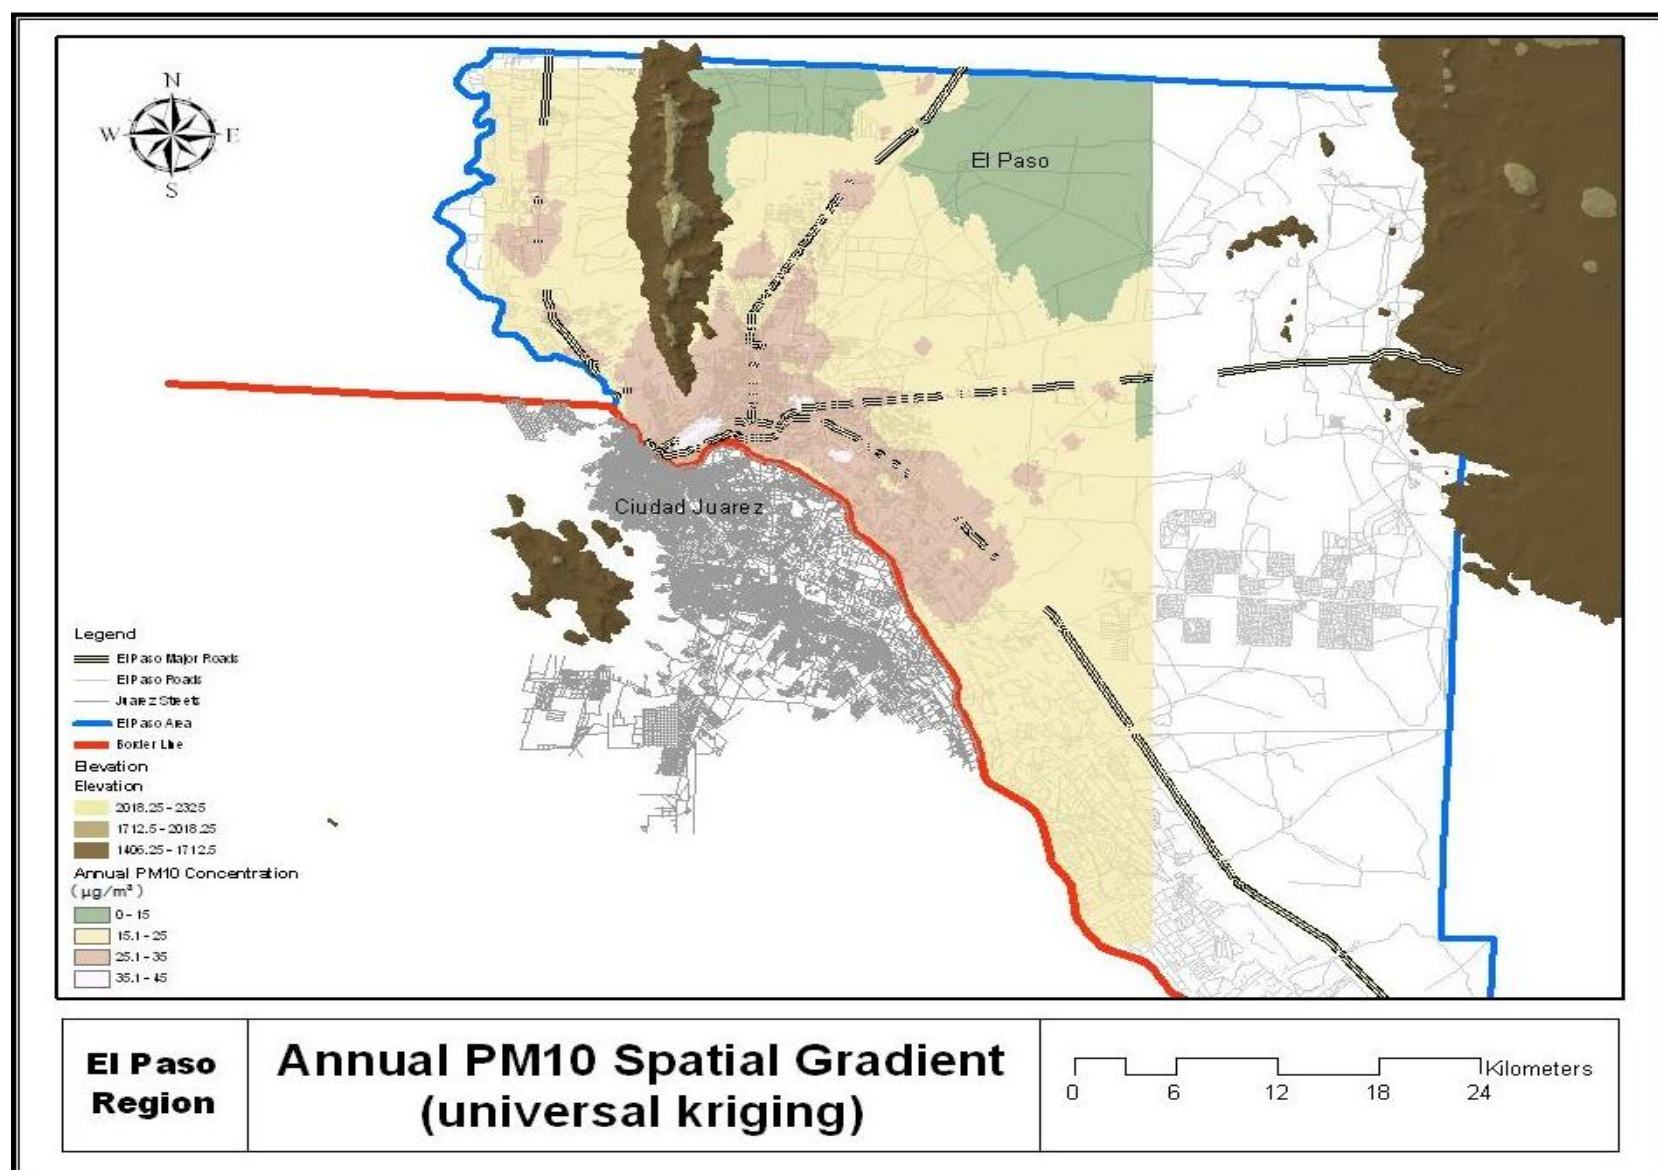 N
W E
S
El Paso
Ciudad Juarez
Legend
El Paso Major Roads
El Paso Roads
Juarez Streets
El Paso Area
Border Line
Elevation
Elevation
2018.25 - 2325
1712.5 - 2018.25
1406.25 - 1712.5
Annual PM10 Concentration
( µg/m³ )
0 - 15
15.1 - 25
25.1 - 35
35.1 - 45
El Paso
Region
Annual PM10 Spatial Gradient
(universal kriging)
Kilometers
0 6 12 18 24